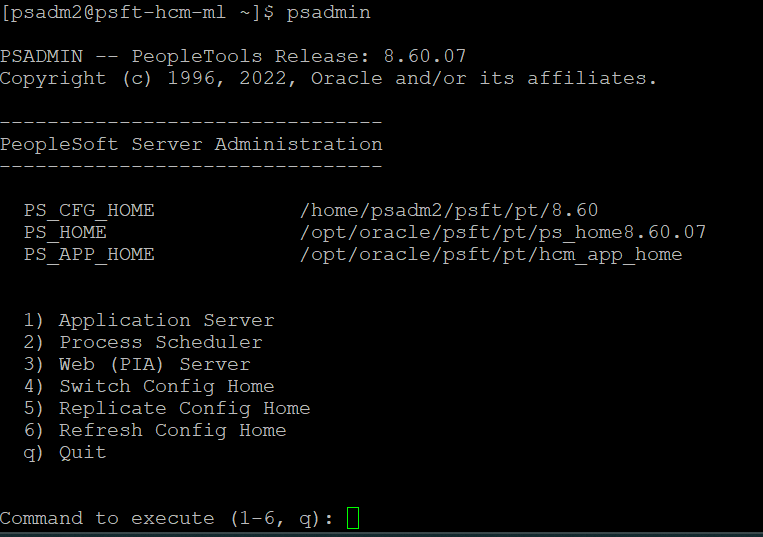 [psadm2@psft-hcm-ml ~]$ psadmin
PSADMIN -- PeopleTools Release: 8.60.07
Copyright (c) 1996, 2022, Oracle and/or its affiliates.
--------------------------------
PeopleSoft Server Administration
--------------------------------
PS_CFG_HOME            /home/psadm2/psft/pt/8.60
PS_HOME                /opt/oracle/psft/pt/ps_home8.60.07
PS_APP_HOME            /opt/oracle/psft/pt/hcm_app_home
1) Application Server
2) Process Scheduler
3) Web (PIA) Server
4) Switch Config Home
5) Replicate Config Home
6) Refresh Config Home
q) Quit
Command to execute (1-6, q):